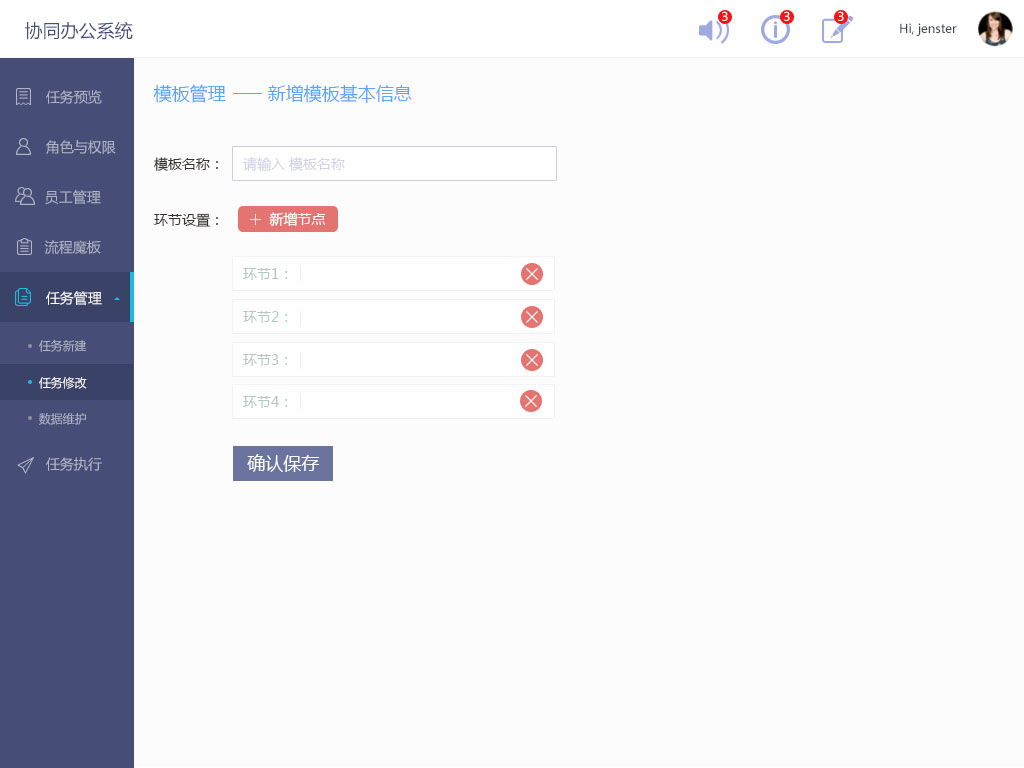 协同办公系统
3
3
3
Hi, jenster
任务预览
角色与权限
员工管理
流程魔板
任务管理
任务新建
任务修改
数据维护
任务执行
模板管理 —— 新增模板基本信息
模板名称：
请输入 模板名称
环节设置：
+ 新增节点
环节1：
环节2：
环节3：
环节4：
确认保存